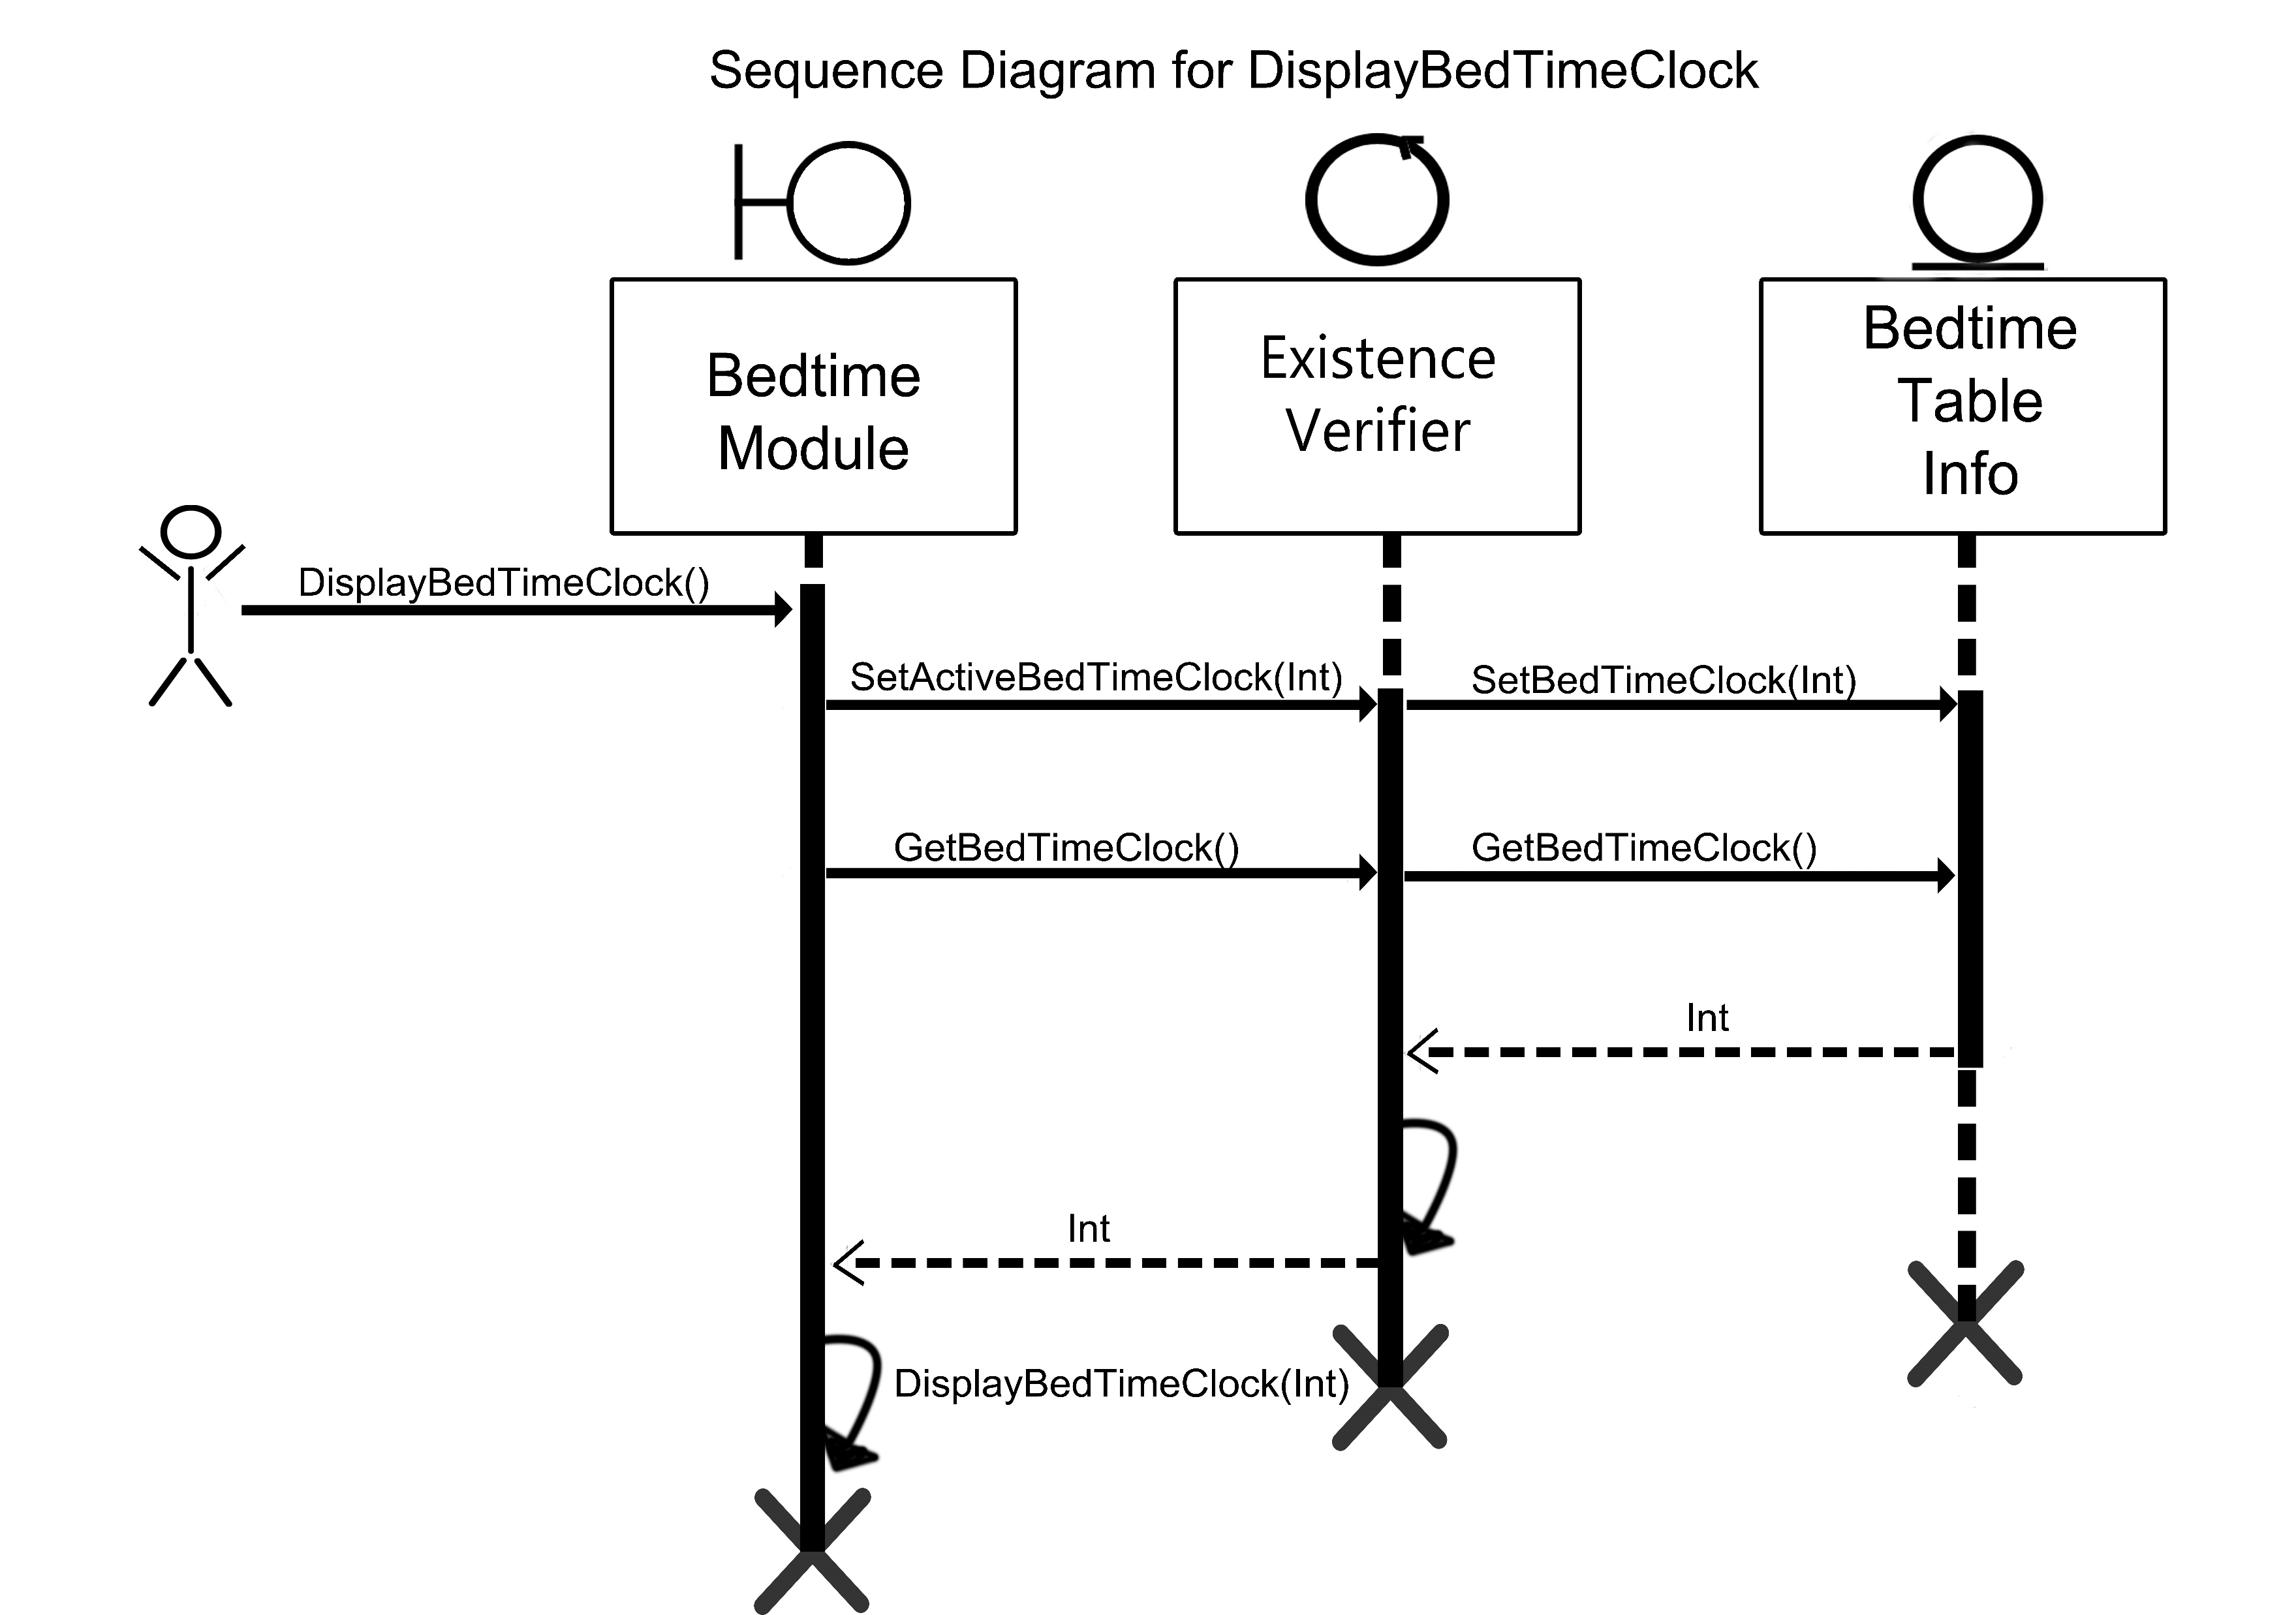 Sequence Diagram for DisplayBedTimeClock
Bedtime
Module
Existence
Verifier
Bedtime
Table
Info
DisplayBedTimeClock()
SetActiveBedTimeClock(Int)
SetBedTimeClock(Int)
GetBedTimeClock()
GetBedTimeClock()
Int
Int
DisplayBedTimeClock(Int)